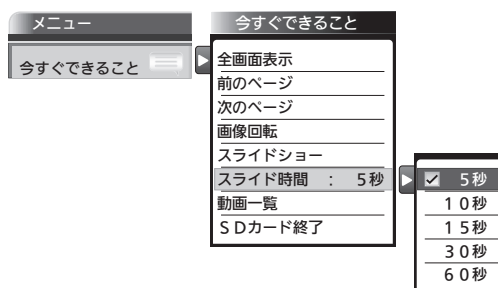 メニュー
今すぐできること
今すぐできること
全画面表示
前のページ
次のページ
画像回転
スライドショー
スライド時間 : 5秒
動画一覧
SDカード終了
5秒
10秒
15秒
30秒
60秒